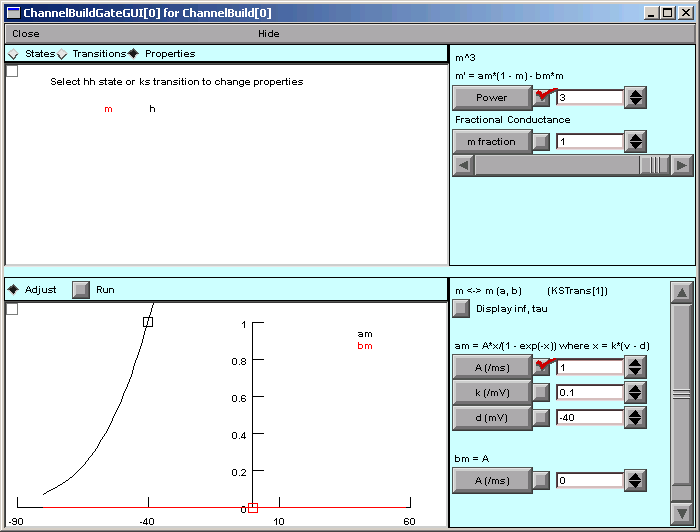 ChannelBuildGateGUI[0] for ChannelBuild[0]
Close Hide
States Transitions Properties
Select hh state or ks transition to change properties
m h
m^3
m' = am*(1 - m) - bm*m
Power 3
Fractional Conductance
m fraction 1
Adjust Run
am
bm
1
0.8
0.6
0.4
0.2
0
-90 -40 10 60
m <-> m (a, b) (KSTrans[1])
Display inf, tau
am = A*x/(1 - exp(-x)) where x = k*(v - d)
A (/ms) 1
k (/mV) 0.1
d (mV) -40
bm = A
A (/ms) 0